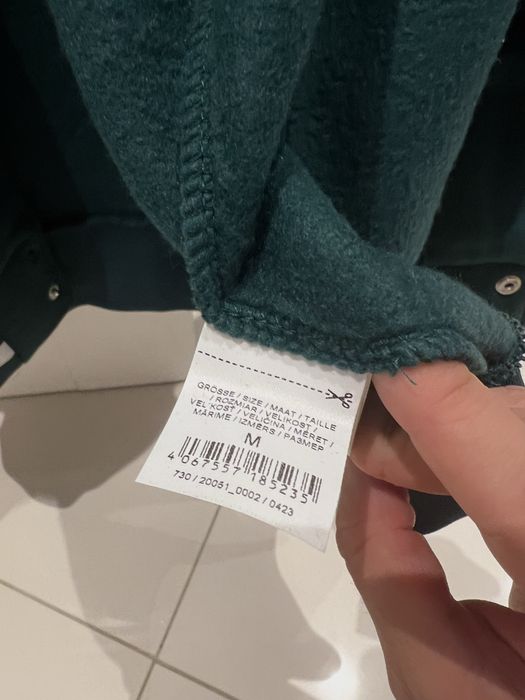 GRÖSSE / SIZE / MAAT / TAILLE
/ ROZMIAR / VELIKOST /
VEĽKOSŤ / VELIČINA / MÉRET /
MĂRIME / IZMĒRS / РАЗМЕР
M
4 067557 185235
730 / 20051_0002 / 0423